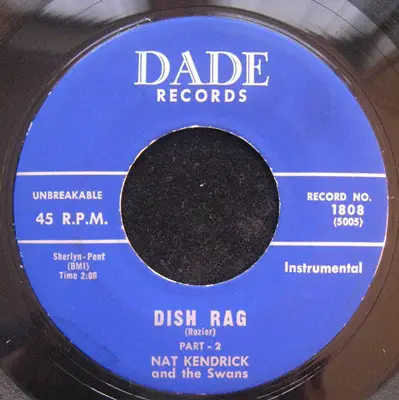 DADE
RECORDS
UNBREAKABLE
45 R.P.M.
RECORD NO.
1808
(5005)
Sherlyn-Pent
(BMI)
Time 2:08
Instrumental
DISH RAG
(Rozier)
PART - 2
NAT KENDRICK
and the Swans